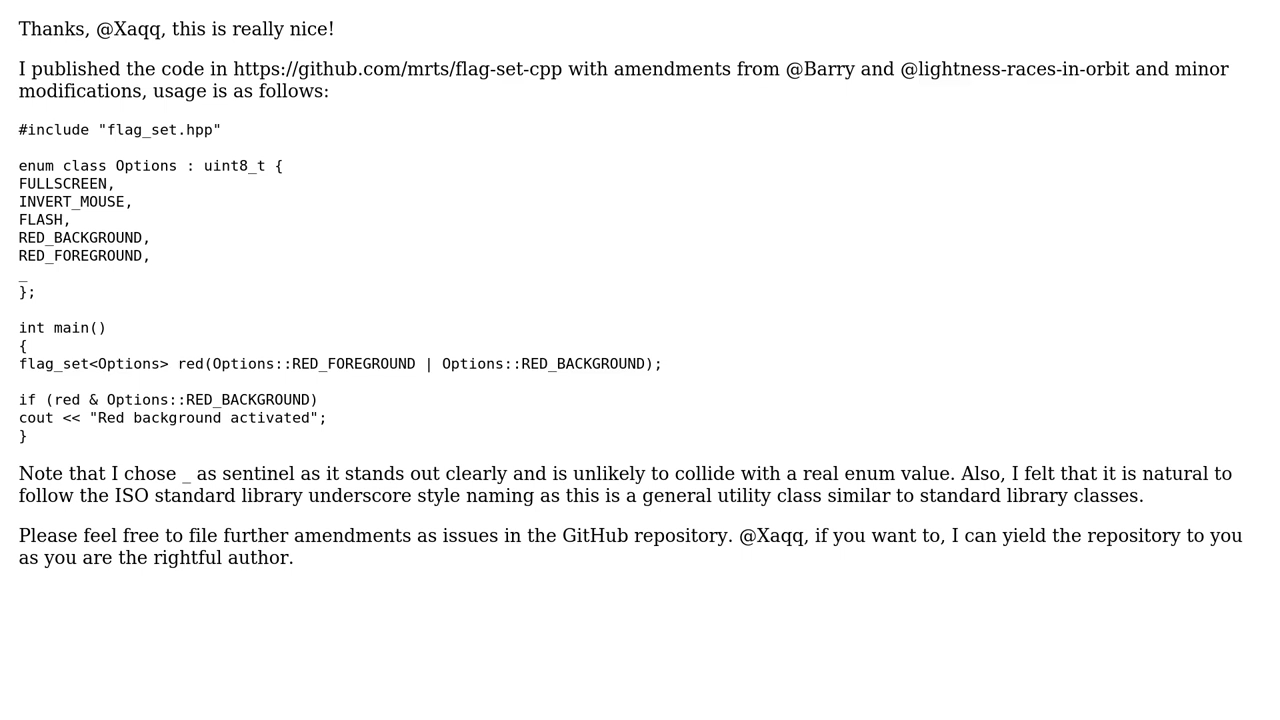 Thanks, @Xaqq, this is really nice!
I published the code in https://github.com/mrts/flag-set-cpp with amendments from @Barry and @lightness-races-in-orbit and minor
modifications, usage is as follows:
#include "flag_set.hpp"
enum class Options : uint8_t {
FULLSCREEN,
INVERT_MOUSE,
FLASH,
RED_BACKGROUND,
RED_FOREGROUND,
_
};
int main()
{
flag_set<Options> red(Options::RED_FOREGROUND | Options::RED_BACKGROUND);
if (red & Options::RED_BACKGROUND)
cout << "Red background activated";
}
Note that I chose _ as sentinel as it stands out clearly and is unlikely to collide with a real enum value. Also, I felt that it is natural to
follow the ISO standard library underscore style naming as this is a general utility class similar to standard library classes.
Please feel free to file further amendments as issues in the GitHub repository. @Xaqq, if you want to, I can yield the repository to you
as you are the rightful author.